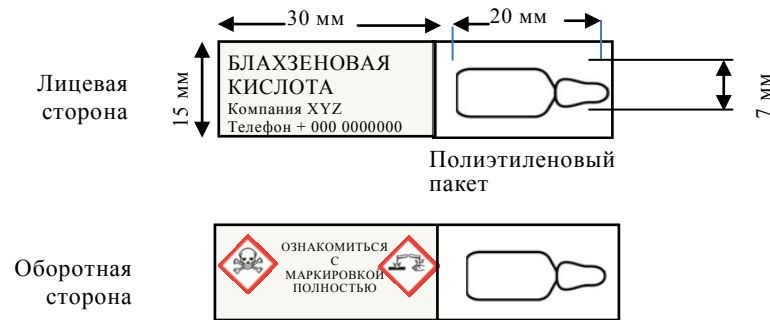 30 мм
20 мм
Лицевая
сторона
15 мм
БЛАХЗЕНОВАЯ
КИСЛОТА
Компания XYZ
Телефон + 000 0000000
7 мм
Полиэтиленовый
пакет
Оборотная
сторона
ОЗНАКОМИТЬСЯ
С
МАРКИРОВКОЙ
ПОЛНОСТЬЮ